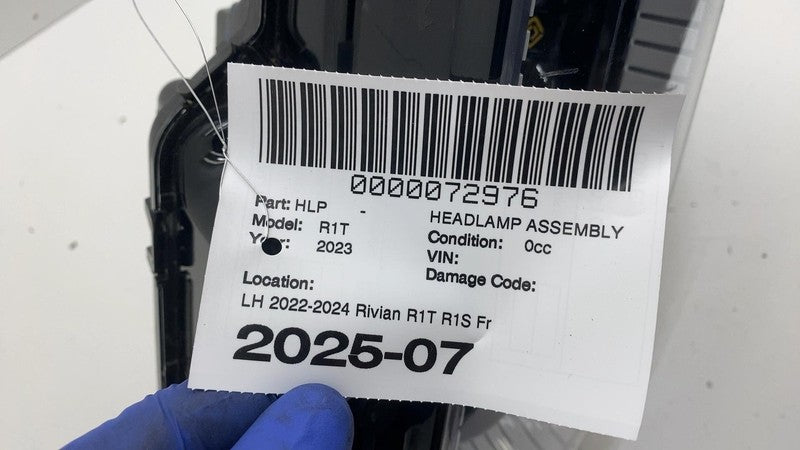 0000072976
Part: HLP - HEADLAMP ASSEMBLY
Model: R1T Condition: 0cc
Year: 2023 VIN:
Damage Code:
Location:
LH 2022-2024 Rivian R1T R1S Fr
2025-07